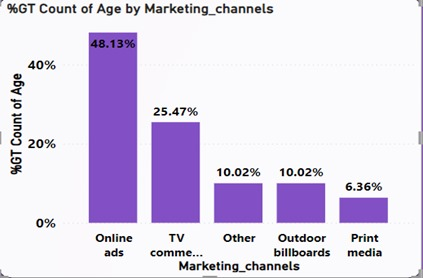 %GT Count of Age by Marketing_channels
%GT Count of Age
40%
20%
0%
48.13%
25.47%
10.02%
10.02%
6.36%
Online
ads
TV
comme...
Other
Outdoor
billboards
Print
media
Marketing_channels